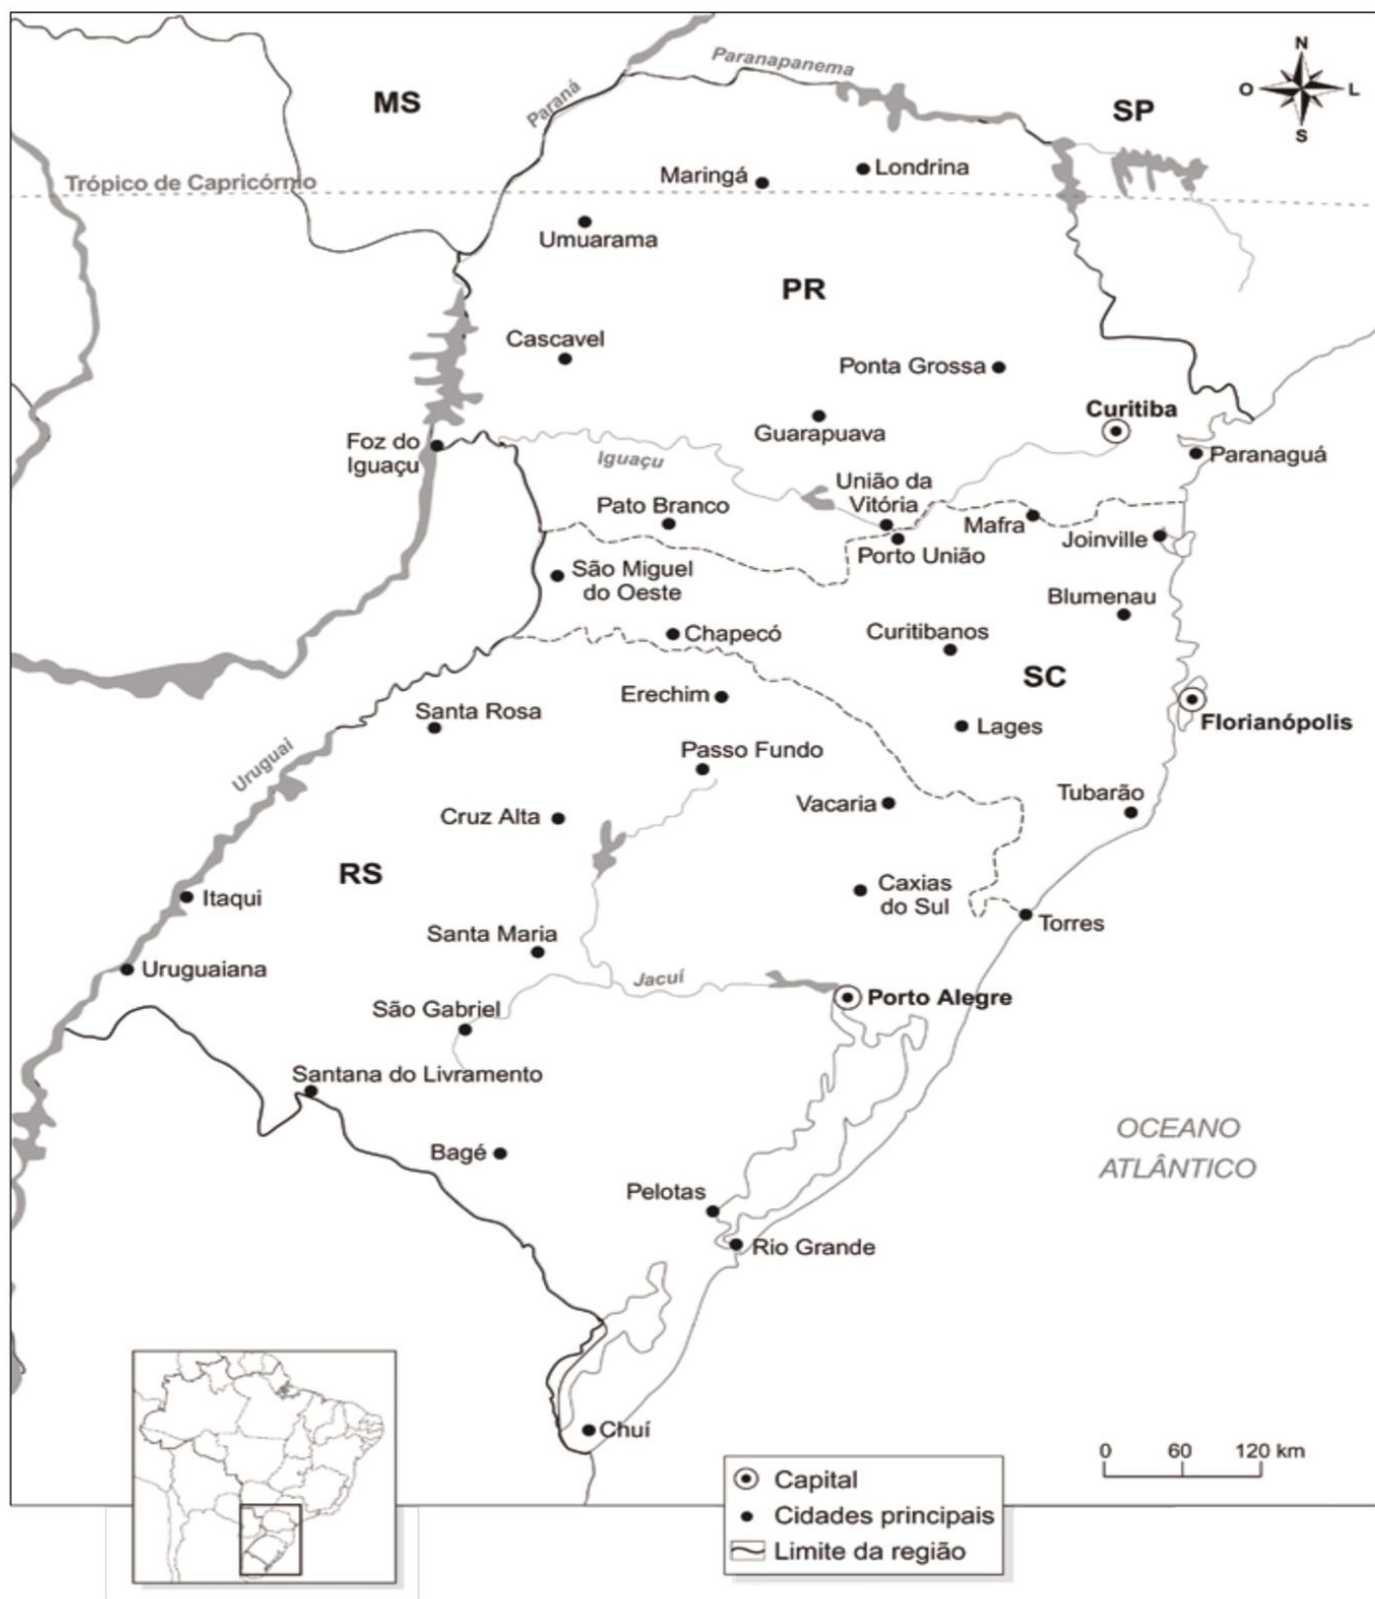 N
O
L
S
Paranapanema
MS
Paraná
SP
Trópico de Capricórnio
Maringá
Londrina
Umuarama
PR
Cascavel
Ponta Grossa
Curitiba
Guarapuava
Foz do
Iguaçu
Iguaçu
Paranaguá
União da
Vitória
Pato Branco
Mafra
Joinville
Porto União
São Miguel
do Oeste
Blumenau
Chapecó
Curitibanos
SC
Erechim
Santa Rosa
Lages
Florianópolis
Uruguai
Passo Fundo
Vacaria
Tubarão
Cruz Alta
RS
Itaqui
Caxias
do Sul
Torres
Santa Maria
Uruguaiana
Jacuí
Porto Alegre
São Gabriel
Santana do Livramento
OCEANO
ATLÂNTICO
Bagé
Pelotas
Rio Grande
Chuí
0 60 120 km
Capital
Cidades principais
Limite da região